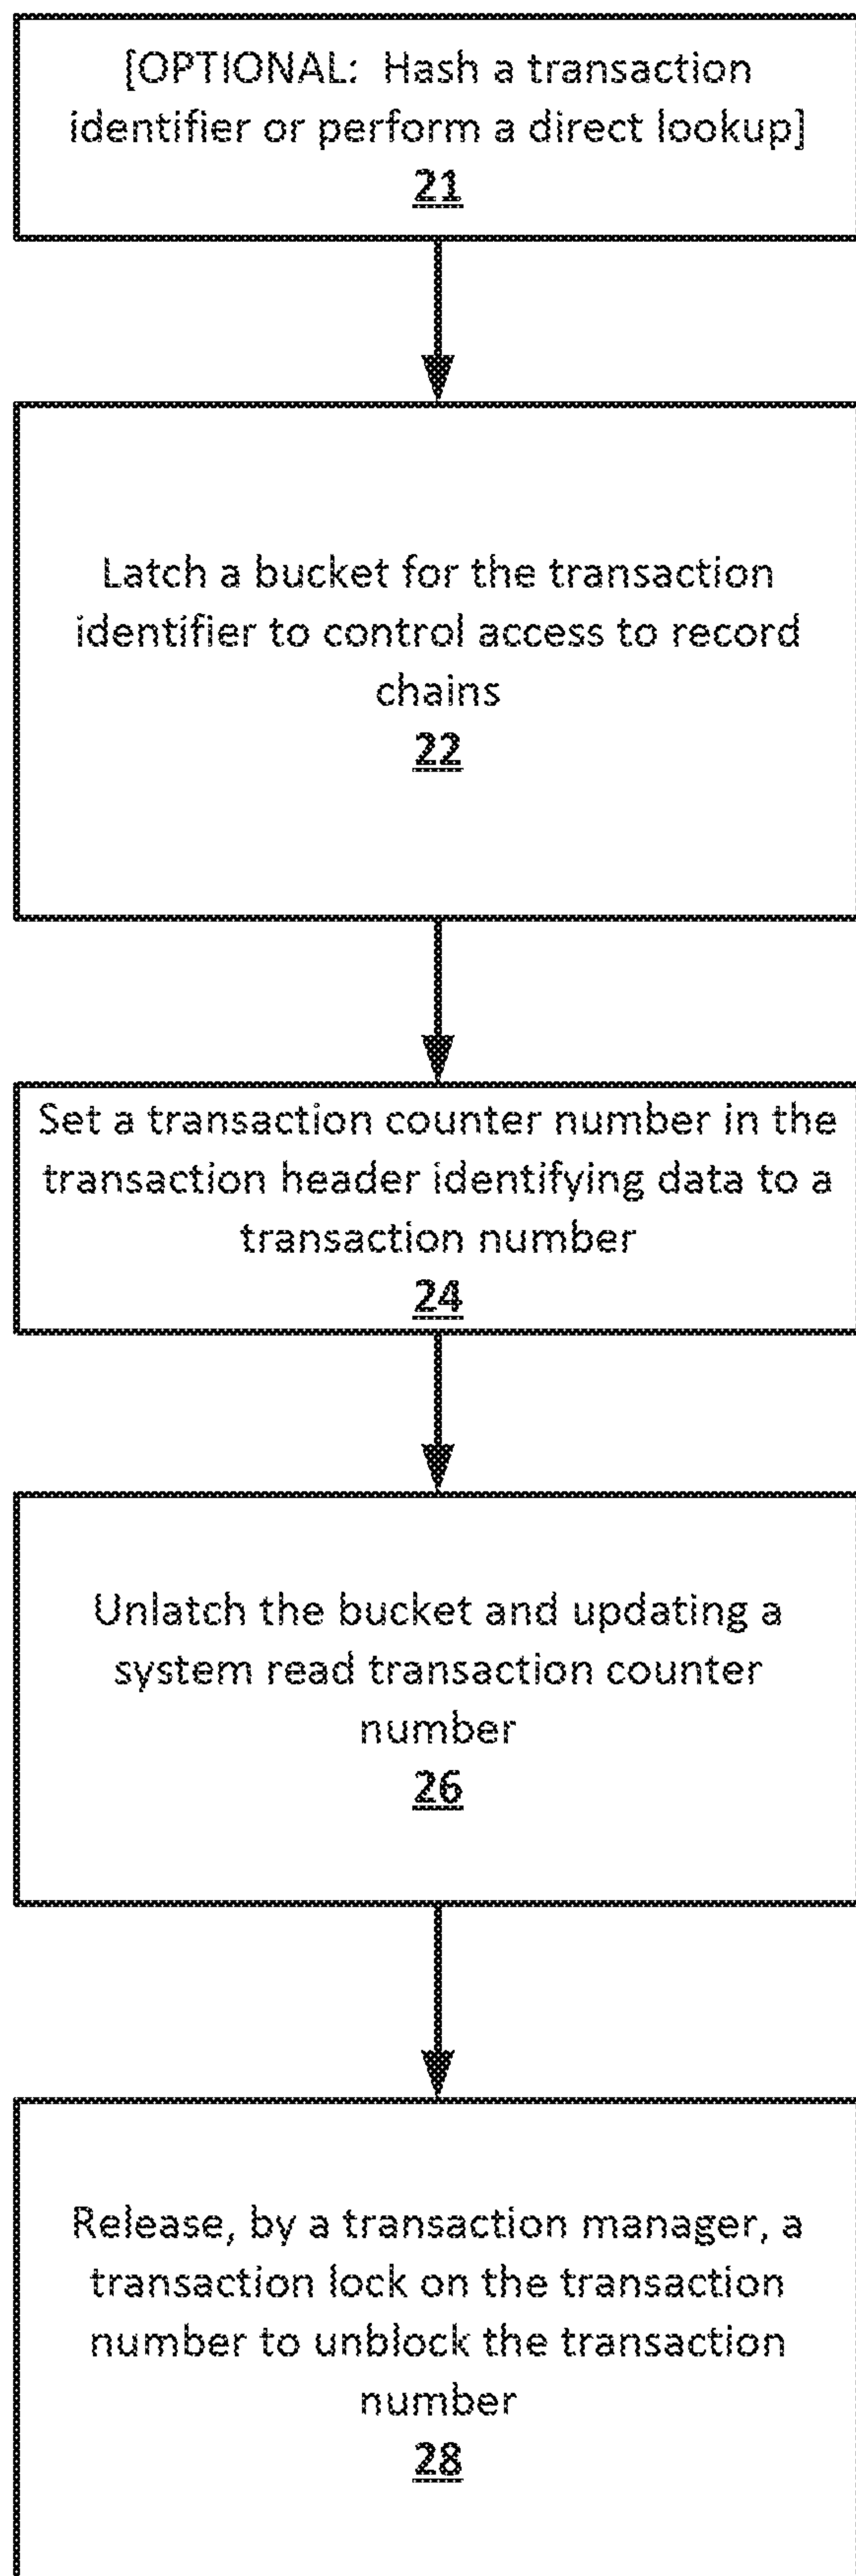 [OPTIONAL: Hash a transaction
identifier or perform a direct lookup]
21
Latch a bucket for the transaction
identifier to control access to record
chains
22
Set a transaction counter number in the
transaction header identifying data to a
transaction number
24
Unlatch the bucket and updating a
system read transaction counter
number
26
Release, by a transaction manager, a
transaction lock on the transaction
number to unblock the transaction
number
28